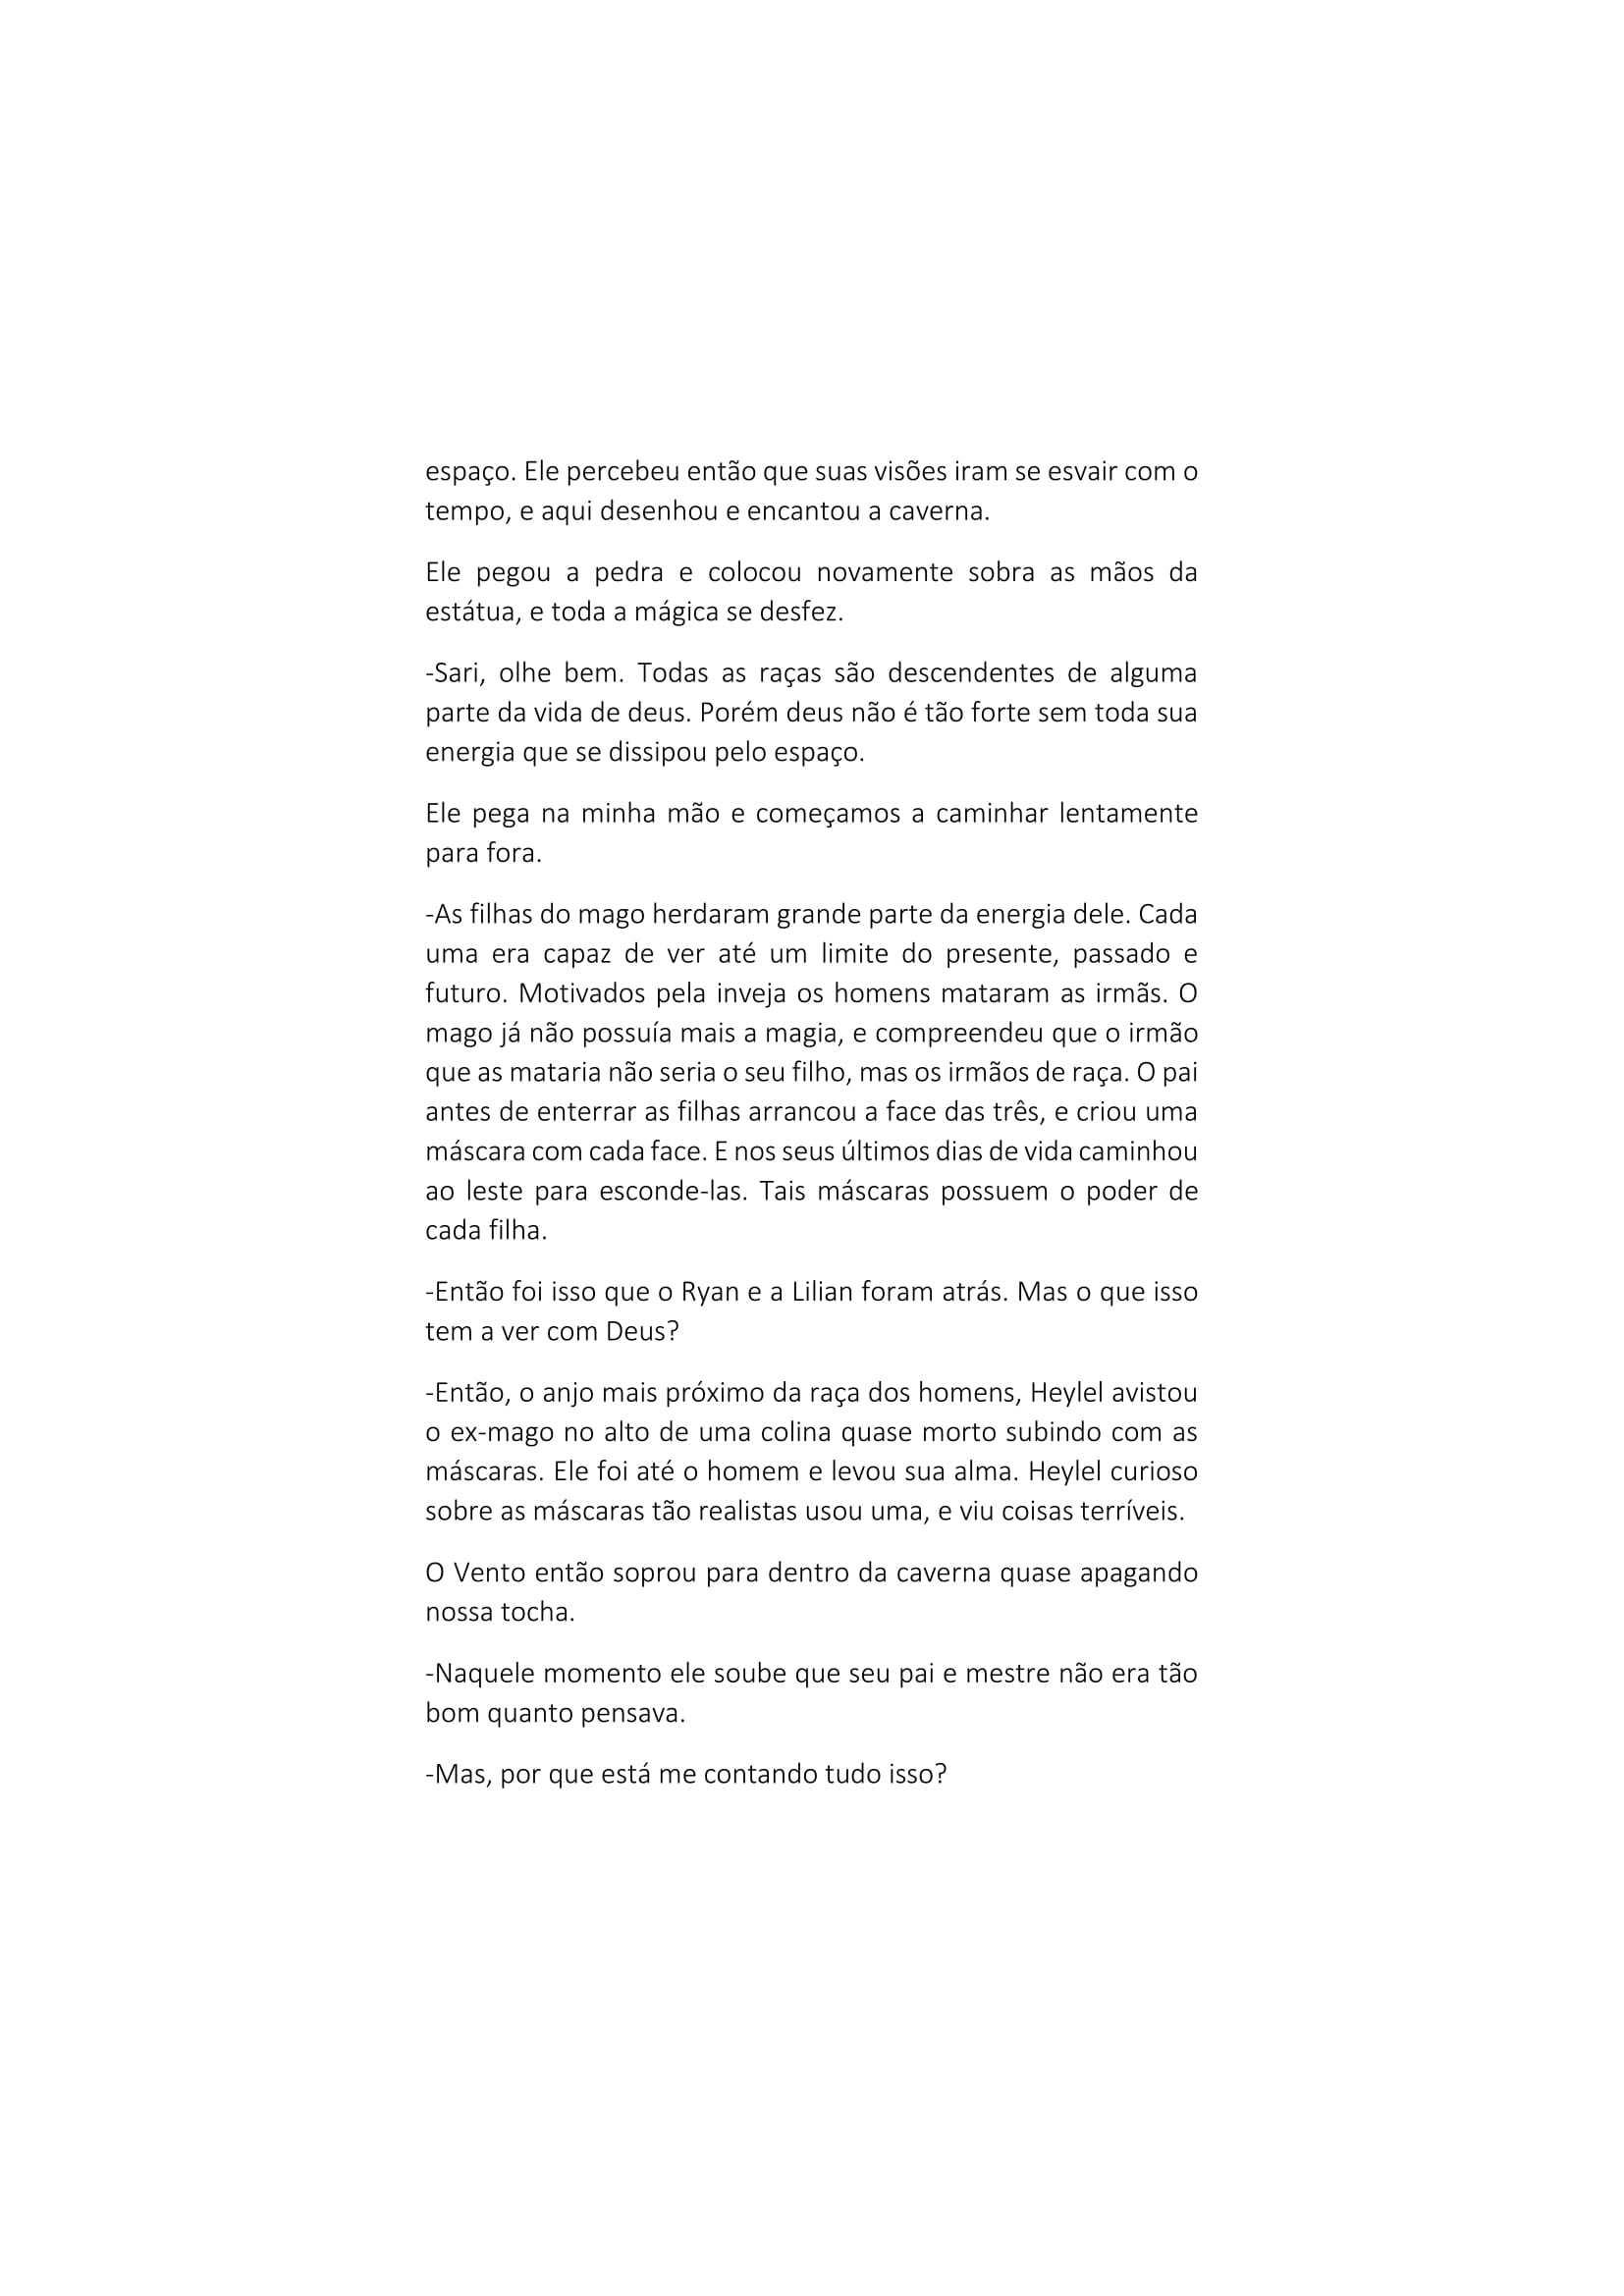 espaço. Ele percebeu então que suas visões iram se esvair com o
tempo, e aqui desenhou e encantou a caverna.
Ele pegou a pedra e colocou novamente sobra as mãos da
estátua, e toda a mágica se desfez.
-Sari, olhe bem. Todas as raças são descendentes de alguma
parte da vida de deus. Porém deus não é tão forte sem toda sua
energia que se dissipou pelo espaço.
Ele pega na minha mão e começamos a caminhar lentamente
para fora.
-As filhas do mago herdaram grande parte da energia dele. Cada
uma era capaz de ver até um limite do presente, passado e
futuro. Motivados pela inveja os homens mataram as irmãs. O
mago já não possuía mais a magia, e compreendeu que o irmão
que as mataria não seria o seu filho, mas os irmãos de raça. O pai
antes de enterrar as filhas arrancou a face das três, e criou uma
máscara com cada face. E nos seus últimos dias de vida caminhou
ao leste para esconde-las. Tais máscaras possuem o poder de
cada filha.
-Então foi isso que o Ryan e a Lilian foram atrás. Mas o que isso
tem a ver com Deus?
-Então, o anjo mais próximo da raça dos homens, Heylel avistou
o ex-mago no alto de uma colina quase morto subindo com as
máscaras. Ele foi até o homem e levou sua alma. Heylel curioso
sobre as máscaras tão realistas usou uma, e viu coisas terríveis.
O Vento então soprou para dentro da caverna quase apagando
nossa tocha.
-Naquele momento ele soube que seu pai e mestre não era tão
bom quanto pensava.
-Mas, por que está me contando tudo isso?